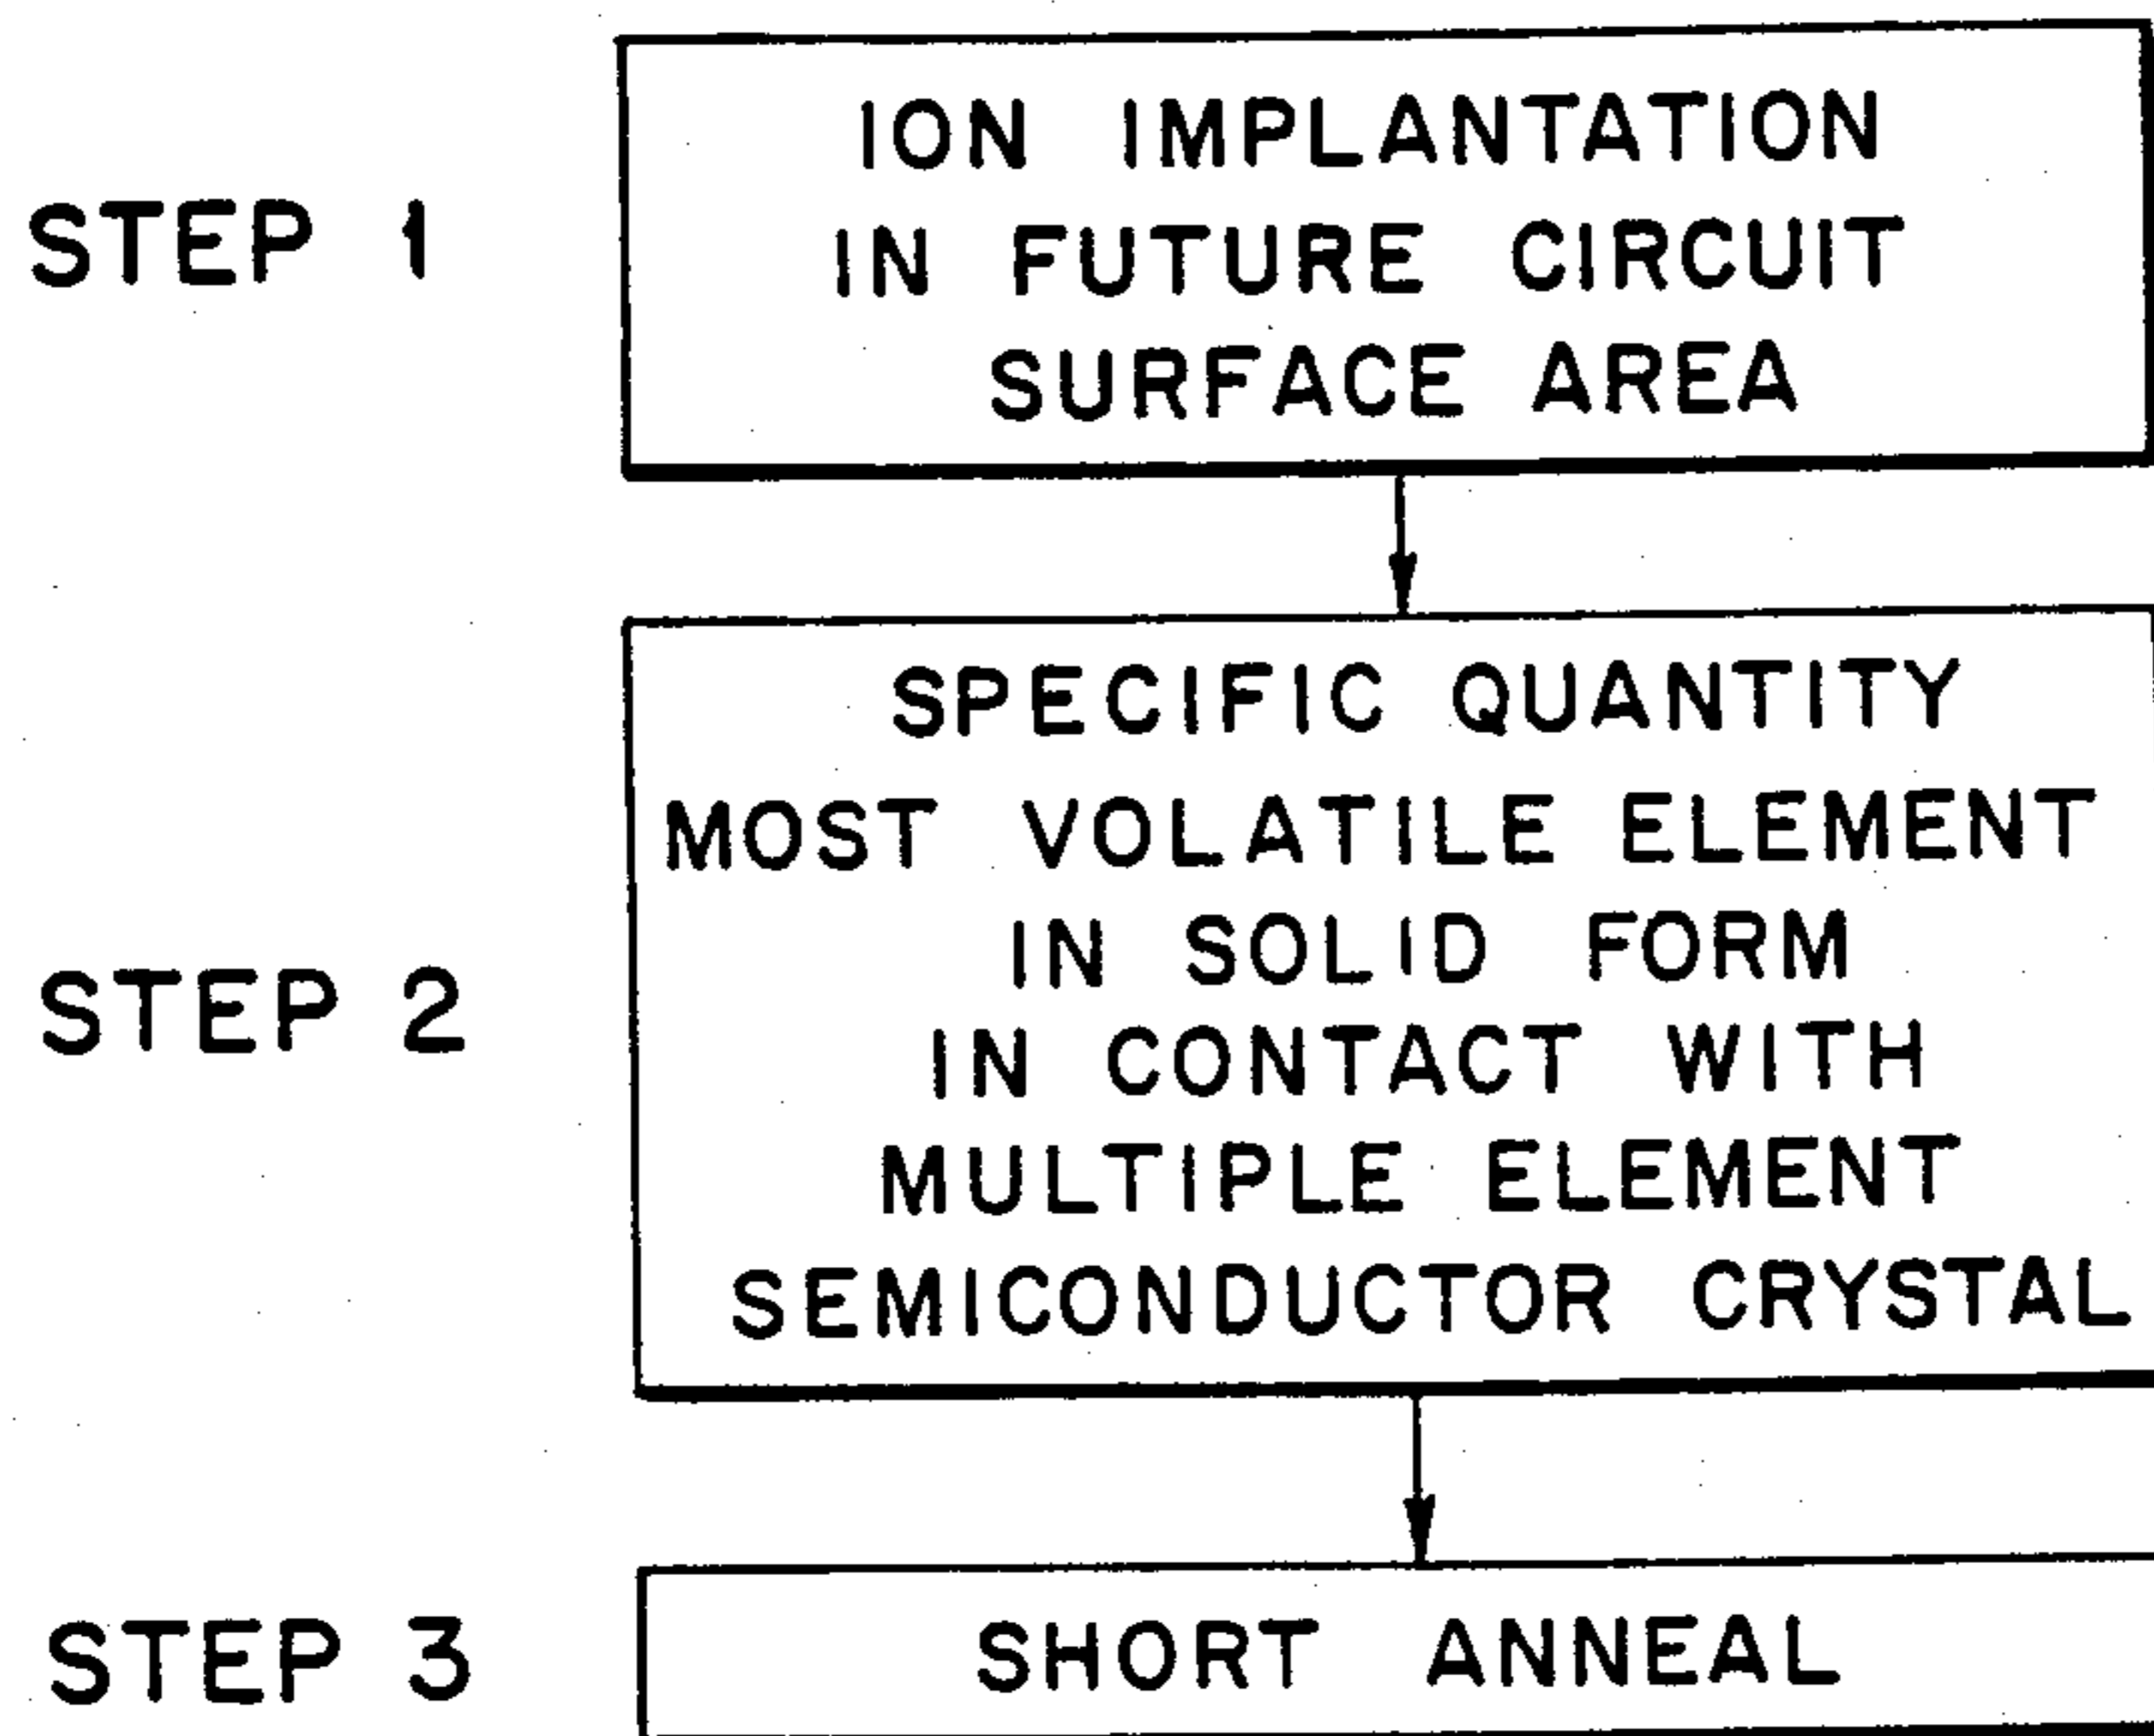 STEP 1
ION IMPLANTATION
IN FUTURE CIRCUIT
SURFACE AREA
STEP 2
SPECIFIC QUANTITY
MOST VOLATILE ELEMENT
IN SOLID FORM
IN CONTACT WITH
MULTIPLE ELEMENT
SEMICONDUCTOR CRYSTAL
STEP 3
SHORT ANNEAL